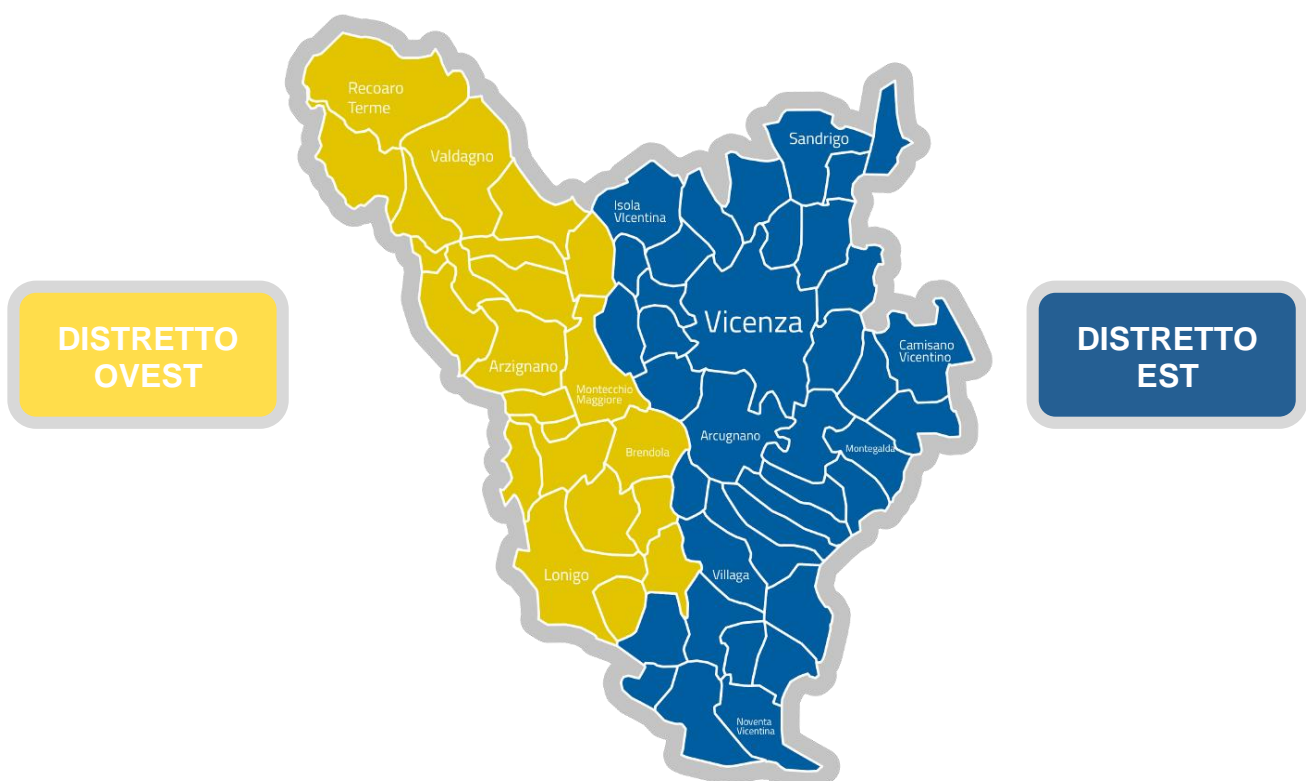 Recoaro
Terme
Valdagno
Sandrigo
Isola
VIcentina
DISTRETTO
OVEST
Vicenza
DISTRETTO
EST
Camisano
Vicentino
Arzignano
Montecchio
Maggiore
Arcugnano
Brendola
Montegalda
Lonigo
Villaga
Noventa
Vicentina